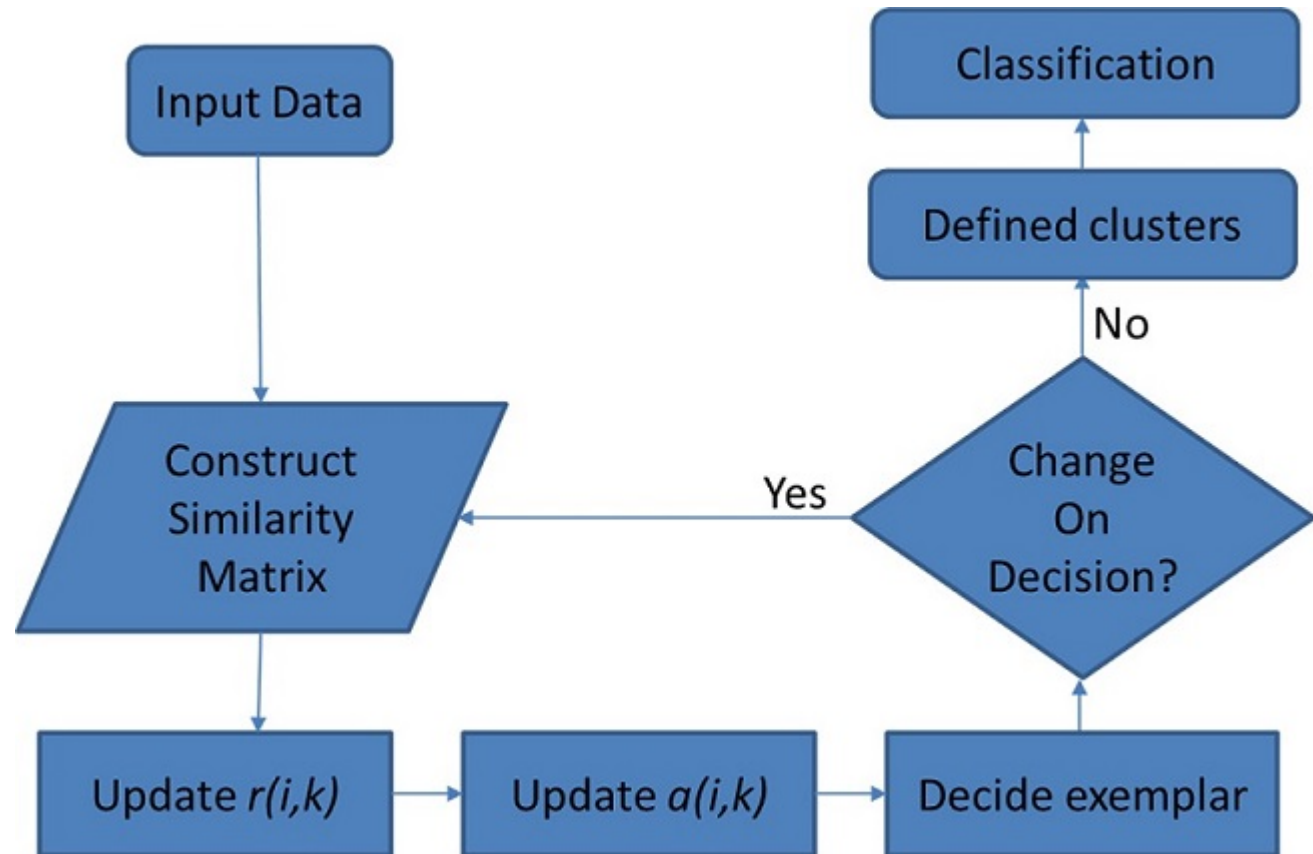 Input Data
Construct
Similarity
Matrix
Update r(i,k)
Update a(i,k)
Decide exemplar
Change
On
Decision?
Yes
No
Defined clusters
Classification